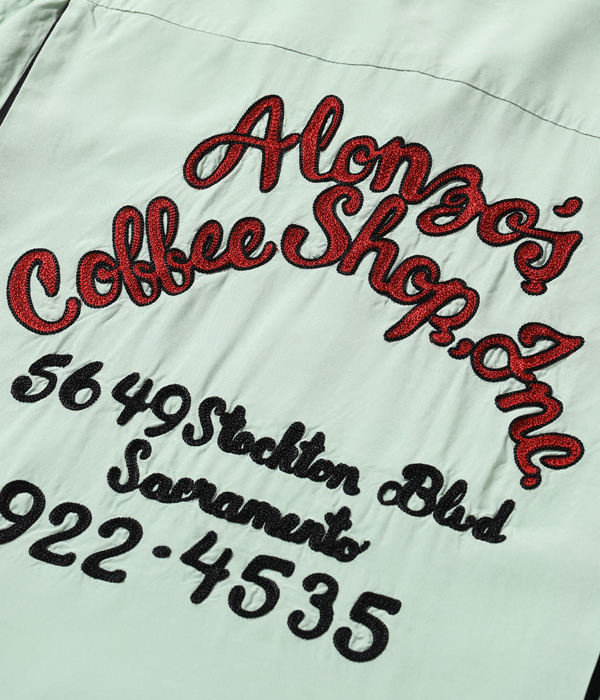 Alonzo's
Coffee Shop, Inc.
5649 Stockton Blvd
Sacramento
922-4535